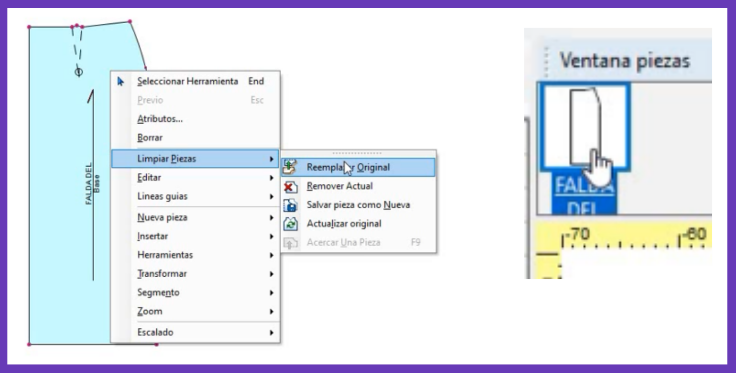 FALDA DEL
Base
Seleccionar Herramienta End
Previo Esc
Atributos...
Borrar
Limpiar Piezas
Editar
Lineas guias
Nueva pieza
Insertar
Herramientas
Transformar
Segmento
Zoom
Escalado
Reemplazar Original
Remover Actual
Salvar pieza como Nueva
Actualizar original
Acercar Una Pieza F9
Ventana piezas
FALDA
DEL
-70 -60